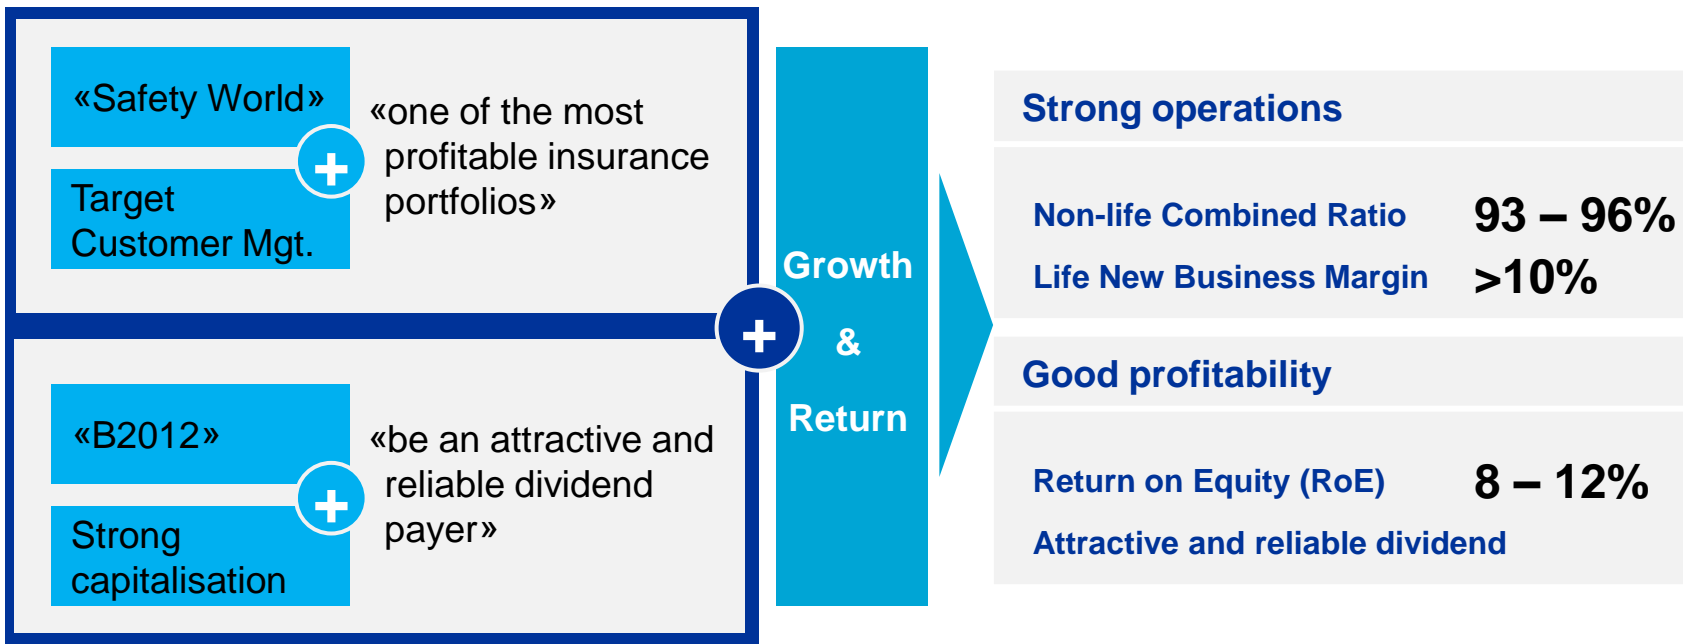 «Safety World»
+
Target
Customer Mgt.
«one of the most
profitable insurance
portfolios»
«B2012»
+
Strong
capitalisation
«be an attractive and
reliable dividend
payer»
+
Growth
&
Return
Strong operations
Non-life Combined Ratio 93 – 96%
Life New Business Margin >10%
Good profitability
Return on Equity (RoE) 8 – 12%
Attractive and reliable dividend